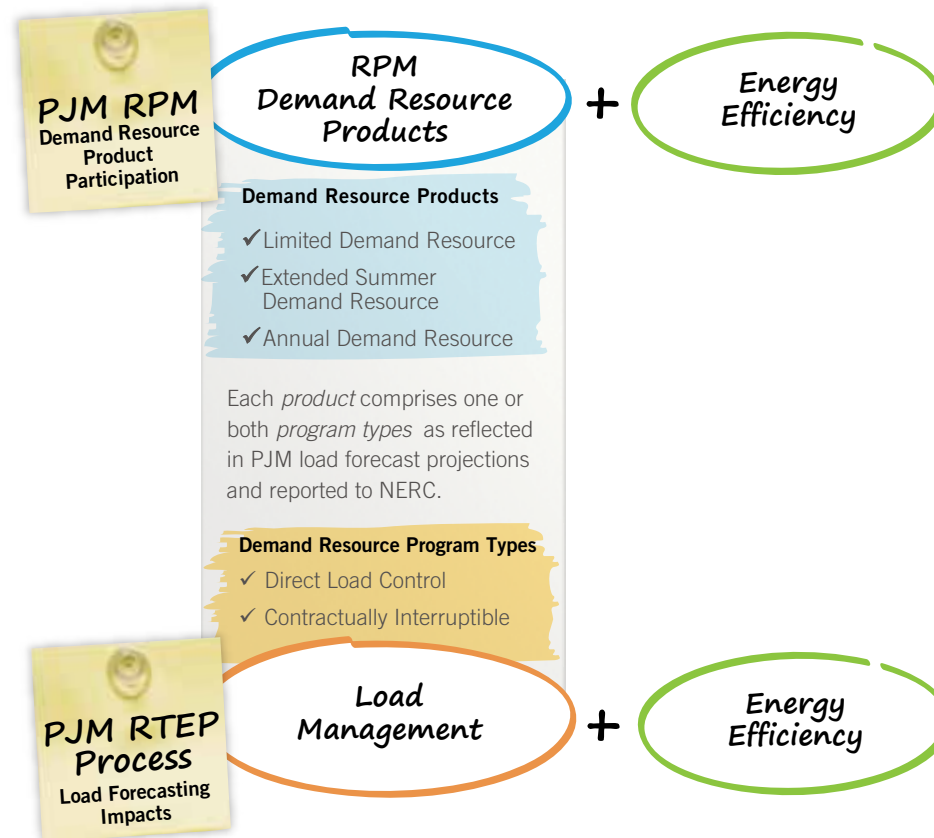 PJM RPM
Demand Resource
Product
Participation
RPM
Demand Resource
Products
+
Energy
Efficiency
Demand Resource Products
✓Limited Demand Resource
✓Extended Summer
Demand Resource
✓Annual Demand Resource
Each product comprises one or
both program types as reflected
in PJM load forecast projections
and reported to NERC.
Demand Resource Program Types
✓ Direct Load Control
✓ Contractually Interruptible
PJM RTEP
Process
Load Forecasting
Impacts
Load
Management
+
Energy
Efficiency